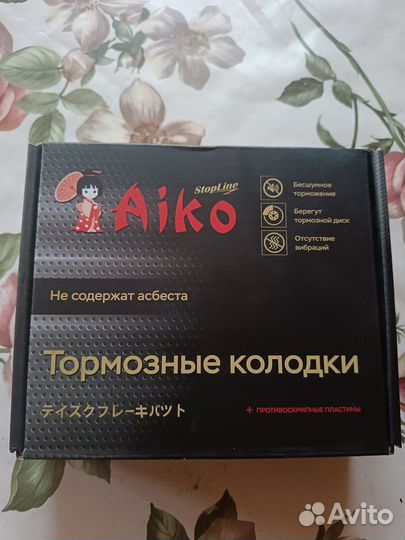 StopLine
Aiko
Бесшумное
торможение
Берегут
тормозной диск
Отсутствие
вибраций
Не содержат асбеста
Тормозные колодки
ディスクブレーキパット
+ ПРОТИВОСКРИПНЫЕ ПЛАСТИНЫ
Avito